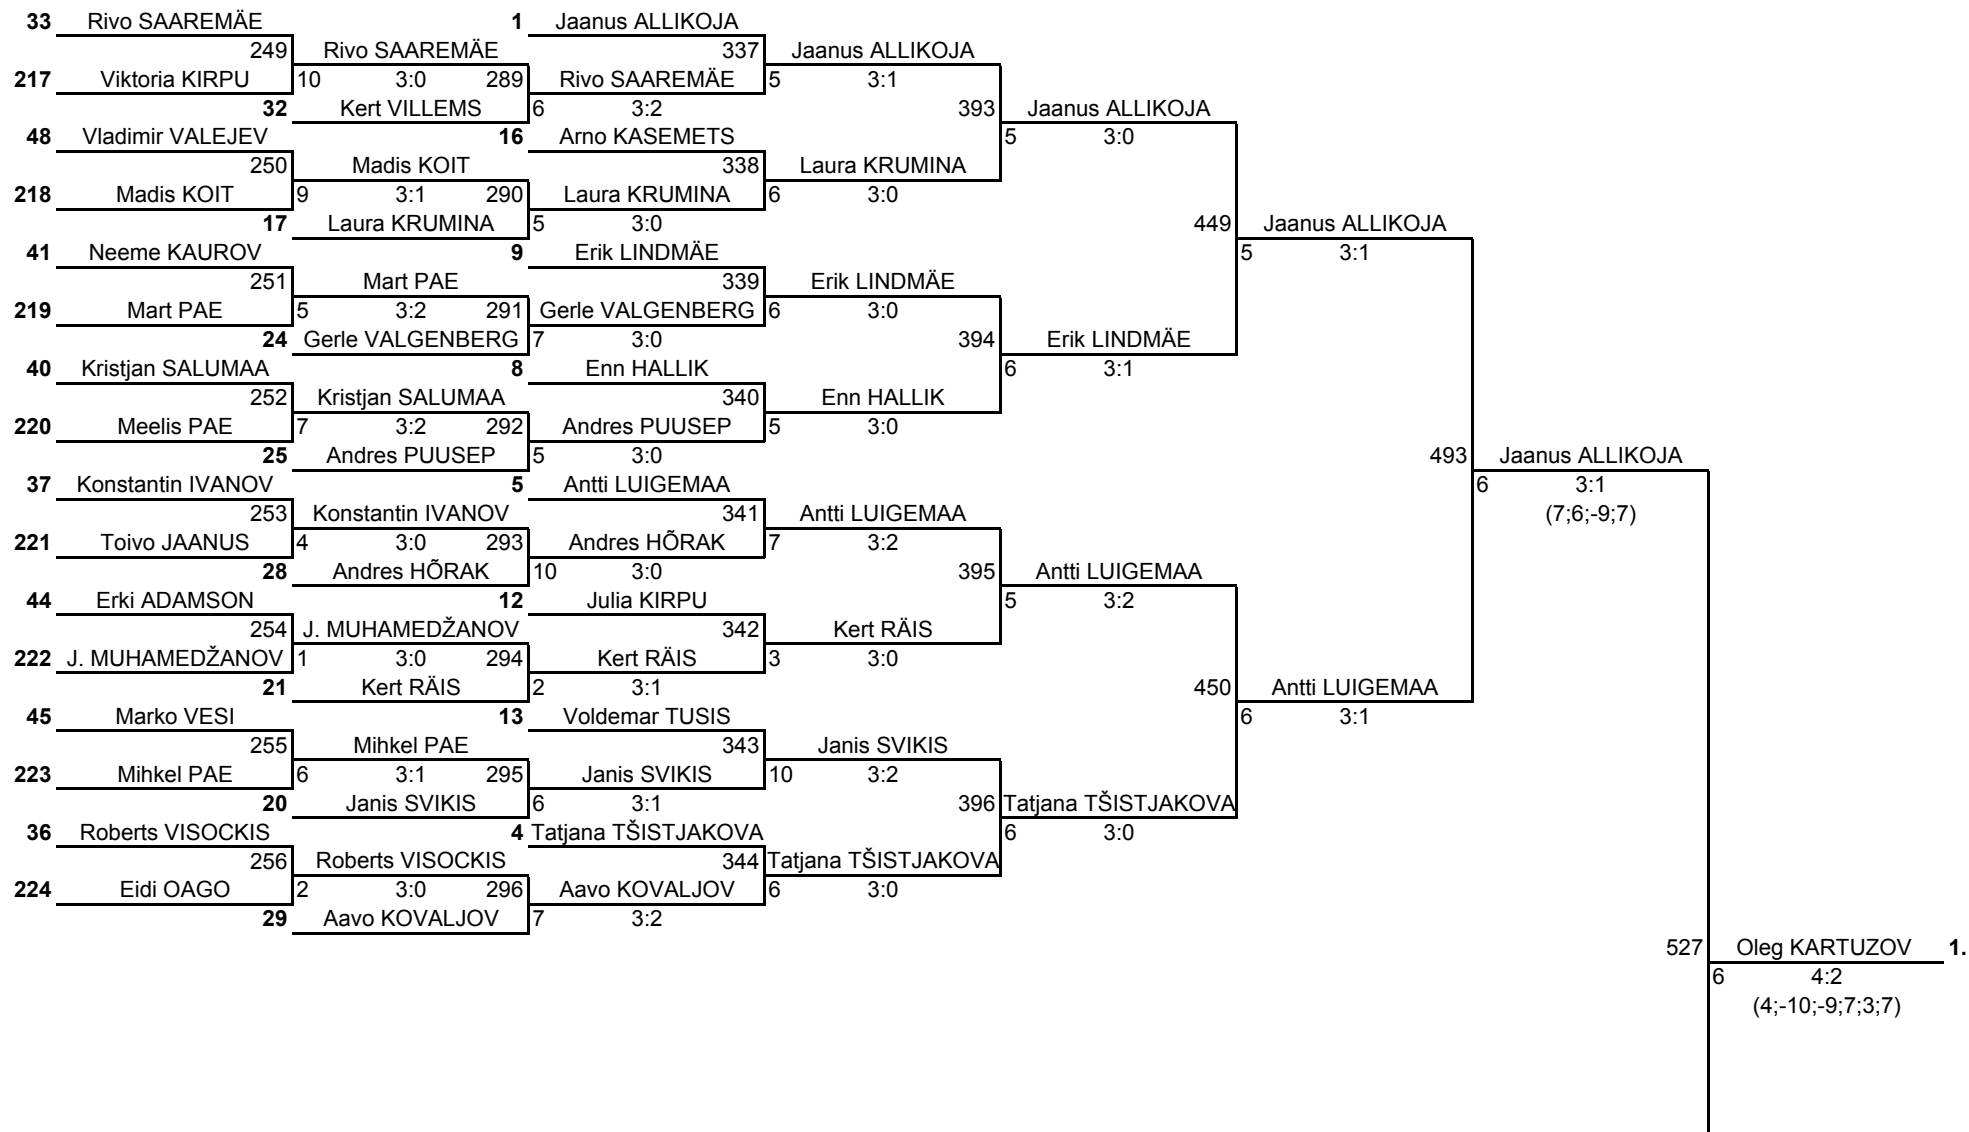 33 Rivo SAAREMÄE 1 Jaanus ALLIKOJA
249 Rivo SAAREMÄE 337 Jaanus ALLIKOJA
217 Viktoria KIRPU 10 3:0 289 Rivo SAAREMÄE 5 3:1
32 Kert VILLEMS 6 3:2 393 Jaanus ALLIKOJA
48 Vladimir VALEJEV 16 Arno KASEMETS 5 3:0
250 Madis KOIT 338 Laura KRUMINA
218 Madis KOIT 9 3:1 290 Laura KRUMINA 6 3:0
17 Laura KRUMINA 5 3:0 449 Jaanus ALLIKOJA
41 Neeme KAUROV 9 Erik LINDMÄE 5 3:1
251 Mart PAE 339 Erik LINDMÄE
219 Mart PAE 5 3:2 291 Gerle VALGENBERG 6 3:0
24 Gerle VALGENBERG 7 3:0 394 Erik LINDMÄE
40 Kristjan SALUMAA 8 Enn HALLIK 6 3:1
252 Kristjan SALUMAA 340 Enn HALLIK
220 Meelis PAE 7 3:2 292 Andres PUUSEP 5 3:0
25 Andres PUUSEP 5 3:0 493 Jaanus ALLIKOJA
37 Konstantin IVANOV 5 Antti LUIGEMAA 6 3:1
253 Konstantin IVANOV 341 Antti LUIGEMAA (7;6;-9;7)
221 Toivo JAANUS 4 3:0 293 Andres HÕRAK 7 3:2
28 Andres HÕRAK 10 3:0 395 Antti LUIGEMAA
44 Erki ADAMSON 12 Julia KIRPU 5 3:2
254 J. MUHAMEDŽANOV 342 Kert RÄIS
222 J. MUHAMEDŽANOV 1 3:0 294 Kert RÄIS 3 3:0
21 Kert RÄIS 2 3:1 450 Antti LUIGEMAA
45 Marko VESI 13 Voldemar TUSIS 6 3:1
255 Mihkel PAE 343 Janis SVIKIS
223 Mihkel PAE 6 3:1 295 Janis SVIKIS 10 3:2
20 Janis SVIKIS 6 3:1 396 Tatjana TŠISTJAKOVA
36 Roberts VISOCKIS 4 Tatjana TŠISTJAKOVA 6 3:0
256 Roberts VISOCKIS 344 Tatjana TŠISTJAKOVA
224 Eidi OAGO 2 3:0 296 Aavo KOVALJOV 6 3:0
29 Aavo KOVALJOV 7 3:2
527 Oleg KARTUZOV 1.
6 4:2
(4;-10;-9;7;3;7)